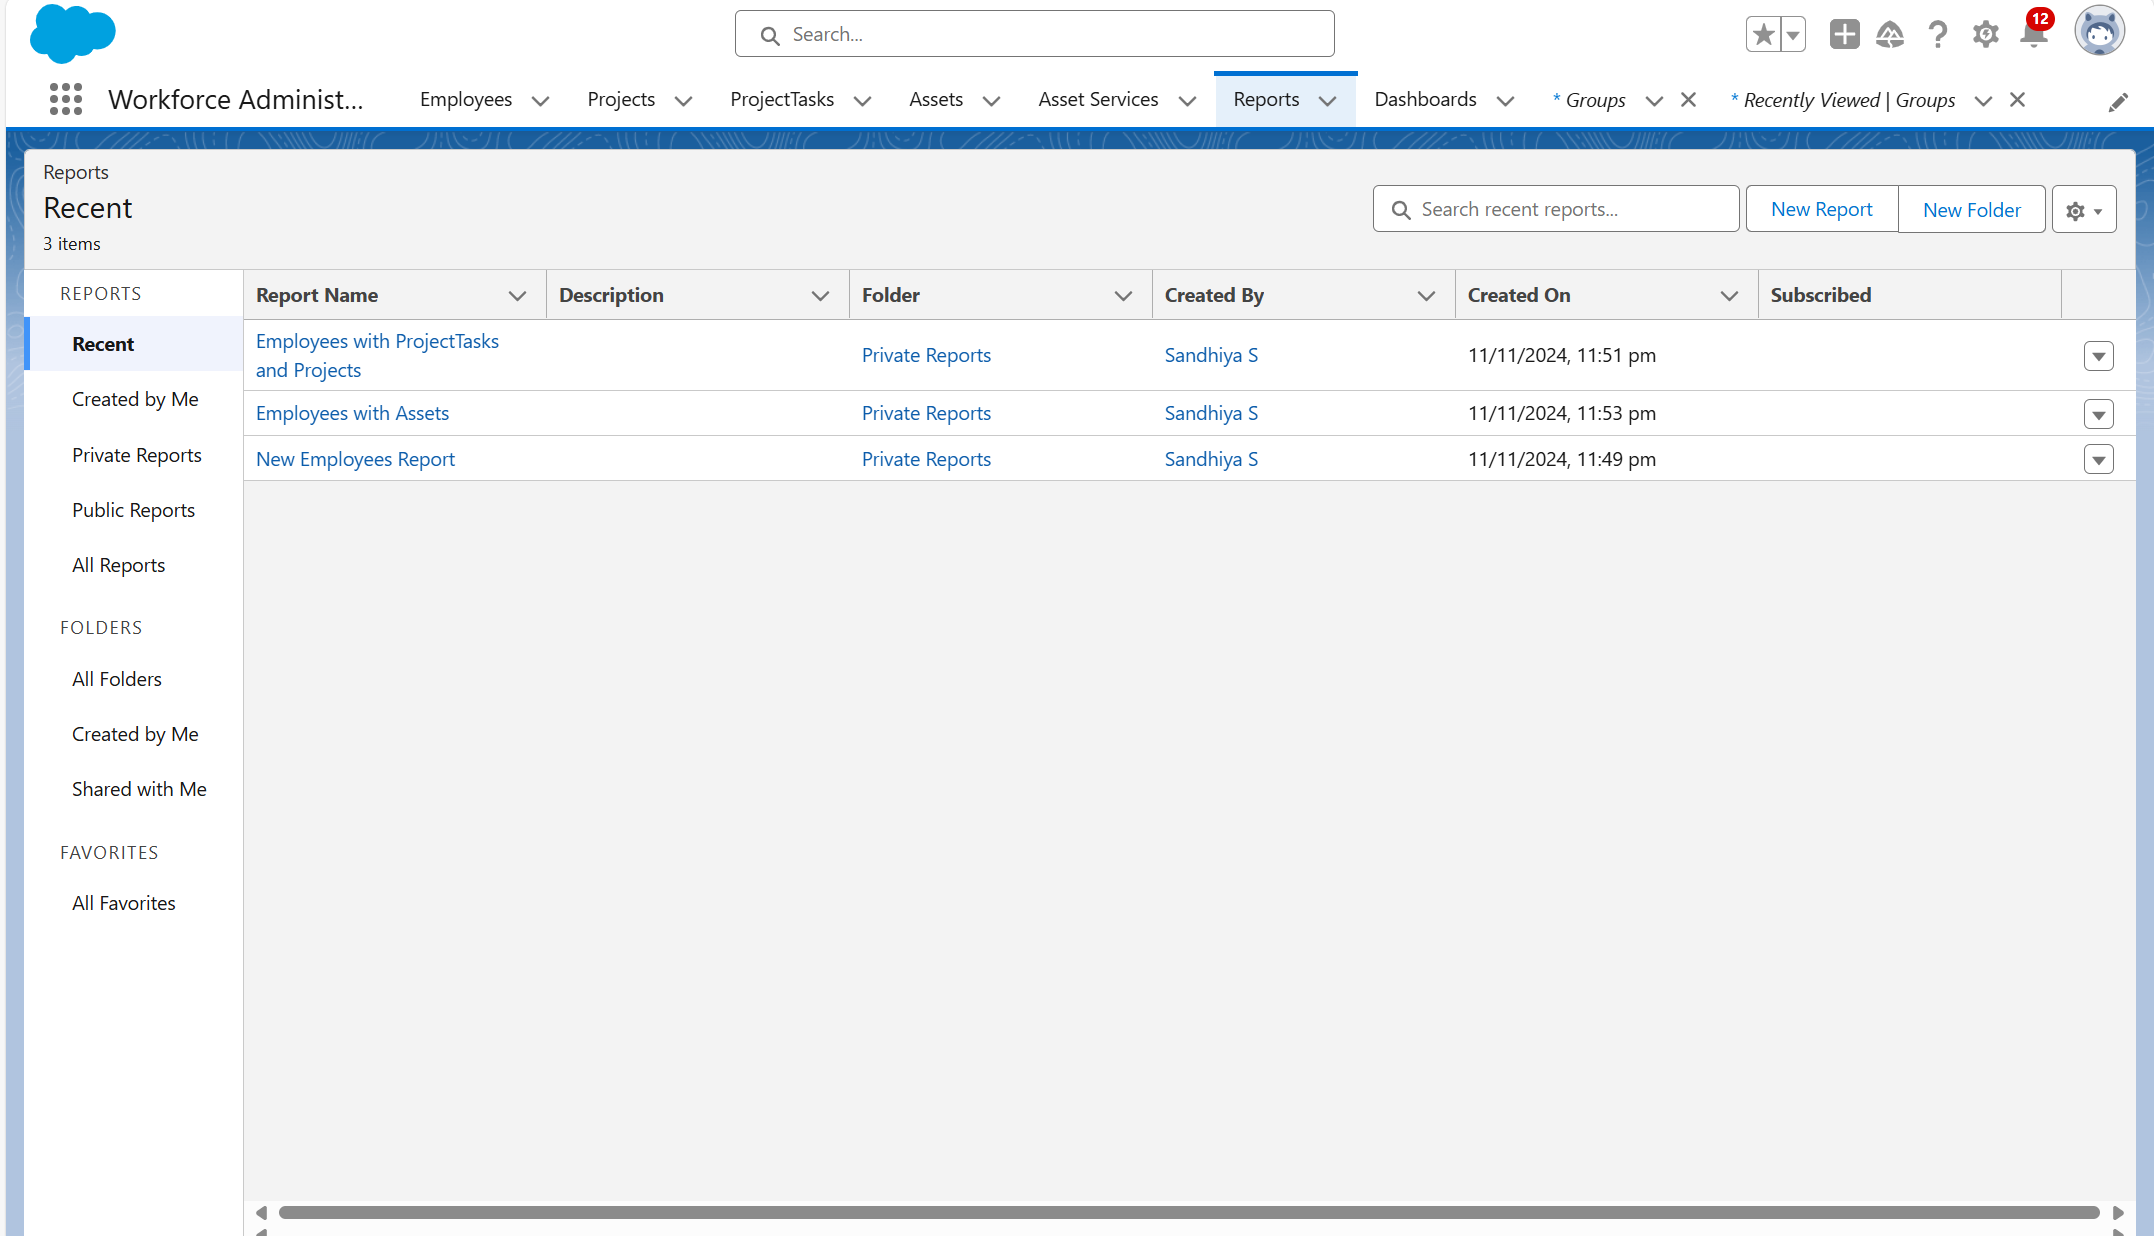 Search...
12
Workforce Administ...
Employees
Projects
ProjectTasks
Assets
Asset Services
Reports
Dashboards
* Groups
* Recently Viewed | Groups
Reports
Recent
3 items
Search recent reports...
New Report
New Folder
REPORTS
Recent
Created by Me
Private Reports
Public Reports
All Reports
FOLDERS
All Folders
Created by Me
Shared with Me
FAVORITES
All Favorites
Report Name
Description
Folder
Created By
Created On
Subscribed
Employees with ProjectTasks
and Projects
Private Reports
Sandhiya S
11/11/2024, 11:51 pm
Employees with Assets
Private Reports
Sandhiya S
11/11/2024, 11:53 pm
New Employees Report
Private Reports
Sandhiya S
11/11/2024, 11:49 pm